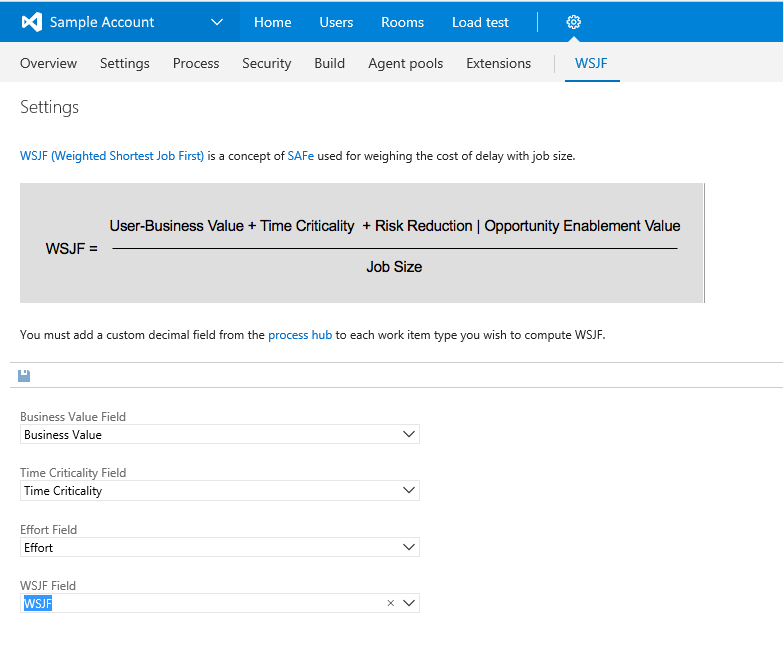 Sample Account Home Users Rooms Load test
Overview Settings Process Security Build Agent pools Extensions WSJF
Settings
WSJF (Weighted Shortest Job First) is a concept of SAFe used for weighing the cost of delay with job size.
User-Business Value + Time Criticality + Risk Reduction | Opportunity Enablement Value
WSJF =
Job Size
You must add a custom decimal field from the process hub to each work item type you wish to compute WSJF.
Business Value Field
Business Value
Time Criticality Field
Time Criticality
Effort Field
Effort
WSJF Field
WSJF